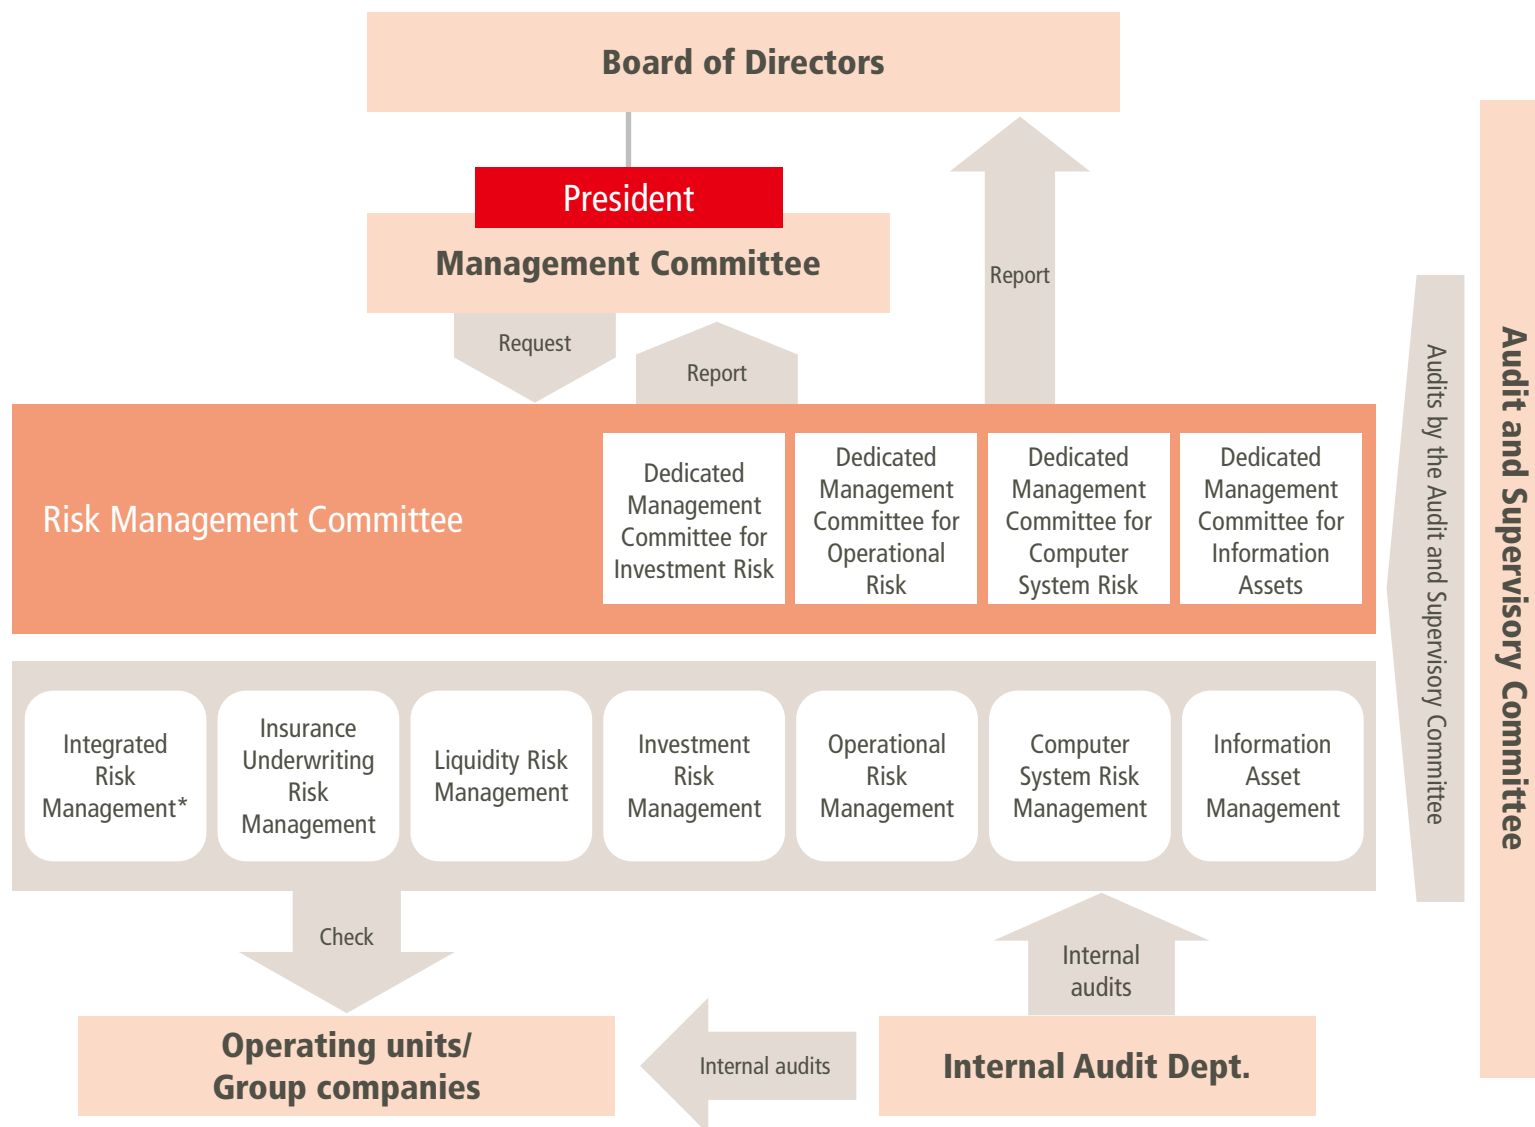 Board of Directors
President
Management Committee
Request
Report
Report
Risk Management Committee
Dedicated
Management
Committee for
Investment Risk
Dedicated
Management
Committee for
Operational
Risk
Dedicated
Management
Committee for
Computer
System Risk
Dedicated
Management
Committee for
Information
Assets
Integrated
Risk
Management*
Insurance
Underwriting
Risk
Management
Liquidity Risk
Management
Investment
Risk
Management
Operational
Risk
Management
Computer
System Risk
Management
Information
Asset
Management
Audits by the Audit and Supervisory Committee
Audit and Supervisory Committee
Check
Internal
audits
Operating units/
Group companies
Internal audits
Internal Audit Dept.